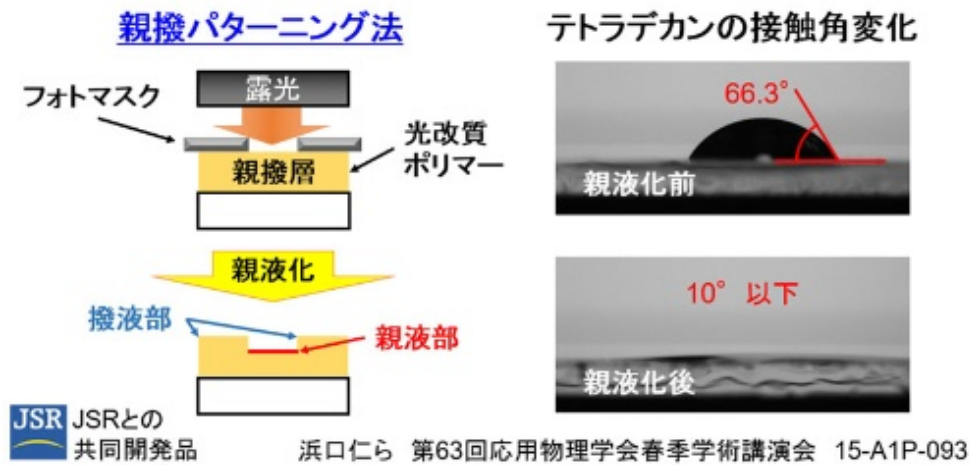 親撥パターニング法
フォトマスク
露光
親撥層
光改質
ポリマー
親液化
撥液部
親液部
JSR
JSRとの
共同開発品
テトラデカンの接触角変化
66.3°
親液化前
10° 以下
親液化後
浜口仁ら 第63回応用物理学会春季学術講演会 15-A1P-093